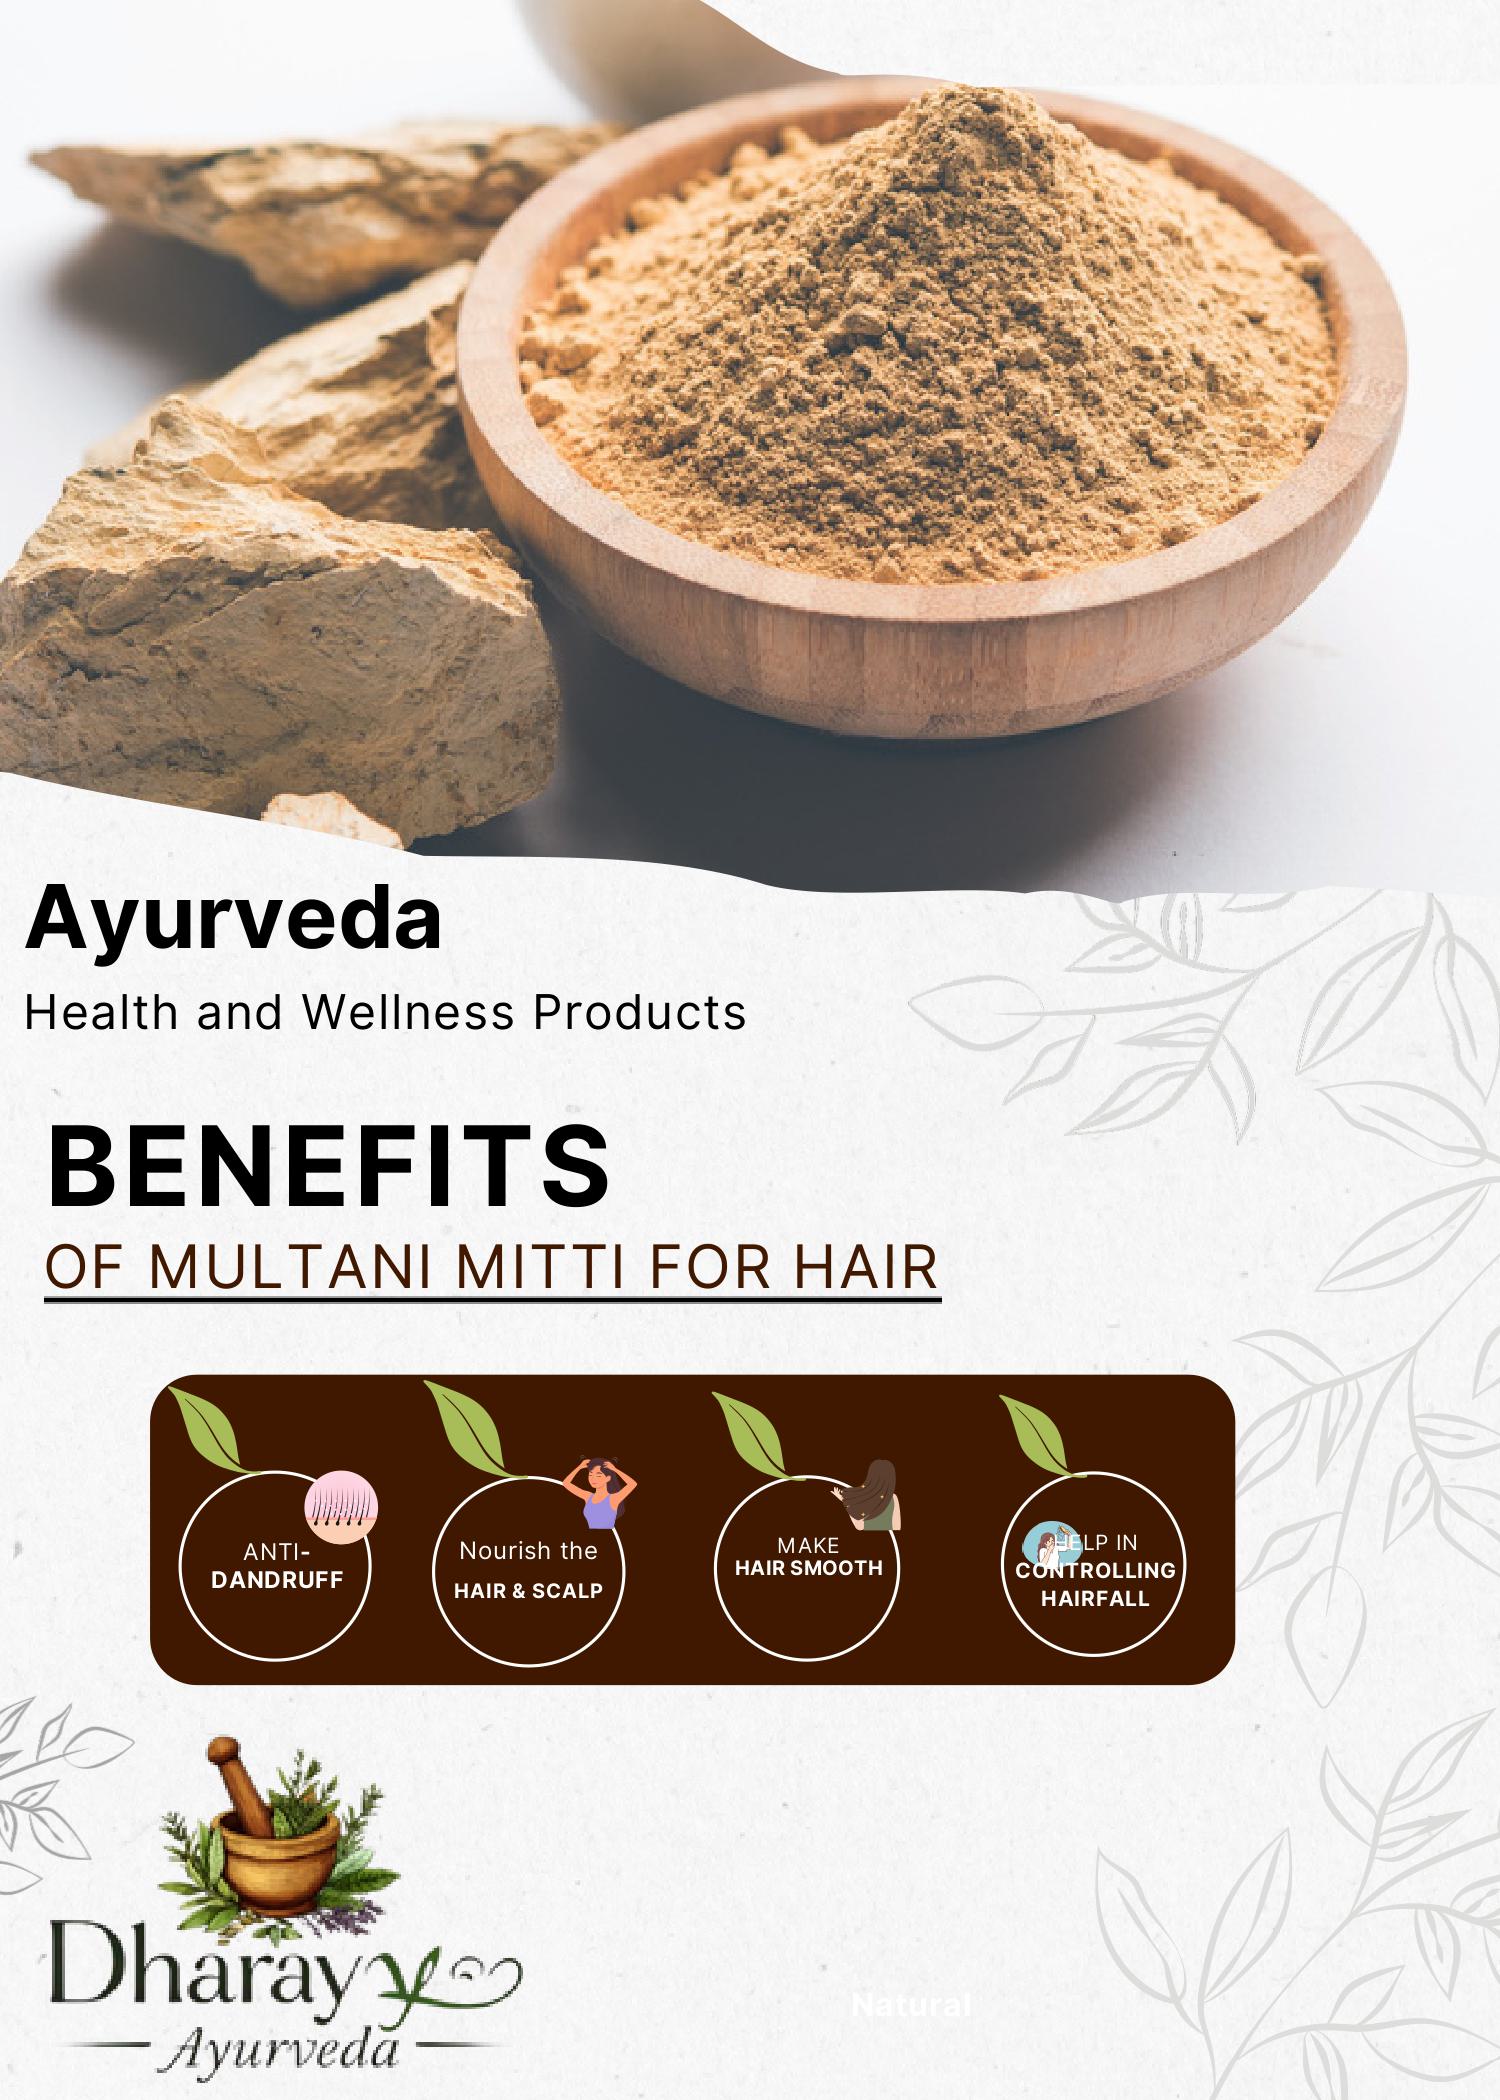 Ayurveda
Health and Wellness Products
BENEFITS
OF MULTANI MITTI FOR HAIR
ANTI-
DANDRUFF
Nourish the
HAIR & SCALP
MAKE
HAIR SMOOTH
HELP IN
CONTROLLING
HAIRFALL
Dharayy
Ayurveda
Natural